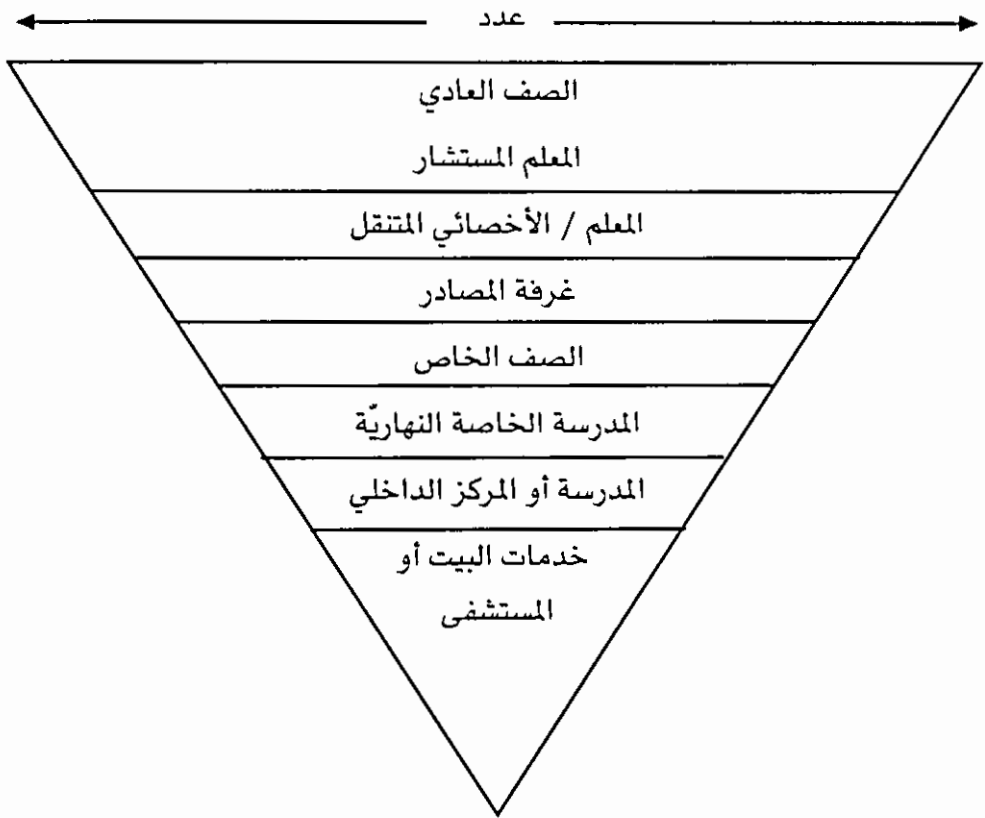 عدد
الصف العادي
المعلم المستشار
المعلم / الأخصائي المتنقل
غرفة المصادر
الصف الخاص
المدرسة الخاصة النهاريّة
المدرسة أو المركز الداخلي
خدمات البيت أو
المستشفى